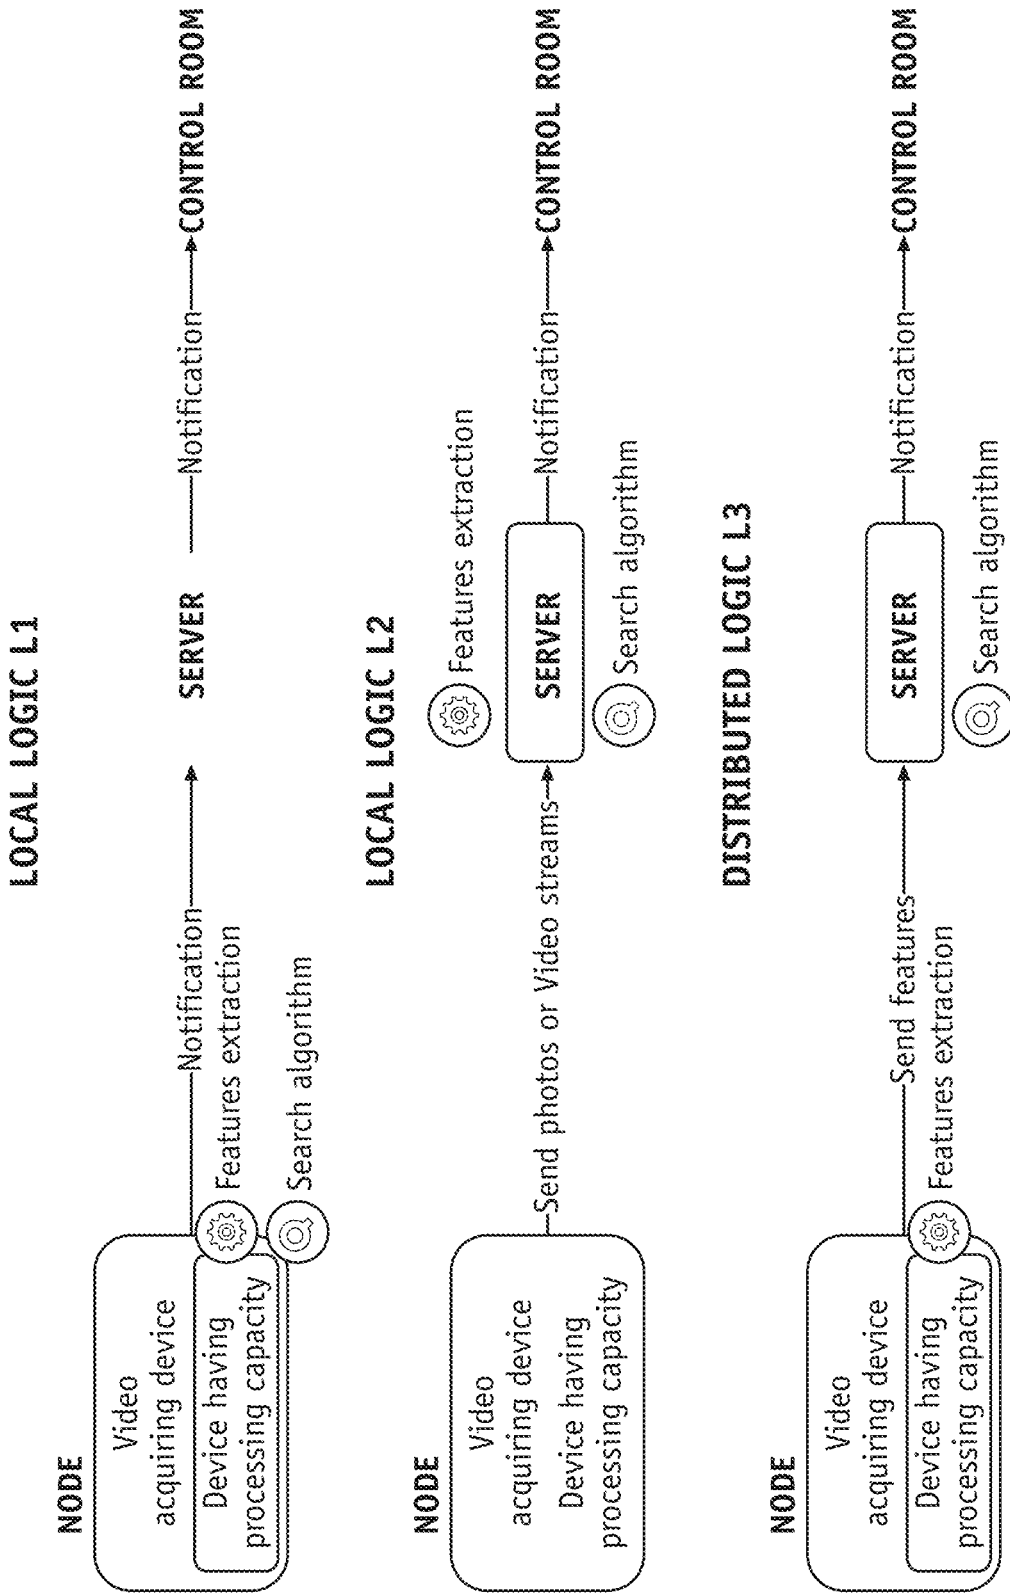 LOCAL LOGIC L1
NODE
Video
acquiring device
Device having
processing capacity
Features extraction
Search algorithm
Notification
SERVER
Notification
CONTROL ROOM
LOCAL LOGIC L2
NODE
Video
acquiring device
Device having
processing capacity
Send photos or Video streams
Features extraction
SERVER
Search algorithm
Notification
CONTROL ROOM
DISTRIBUTED LOGIC L3
NODE
Video
acquiring device
Device having
processing capacity
Features extraction
Send features
SERVER
Search algorithm
Notification
CONTROL ROOM